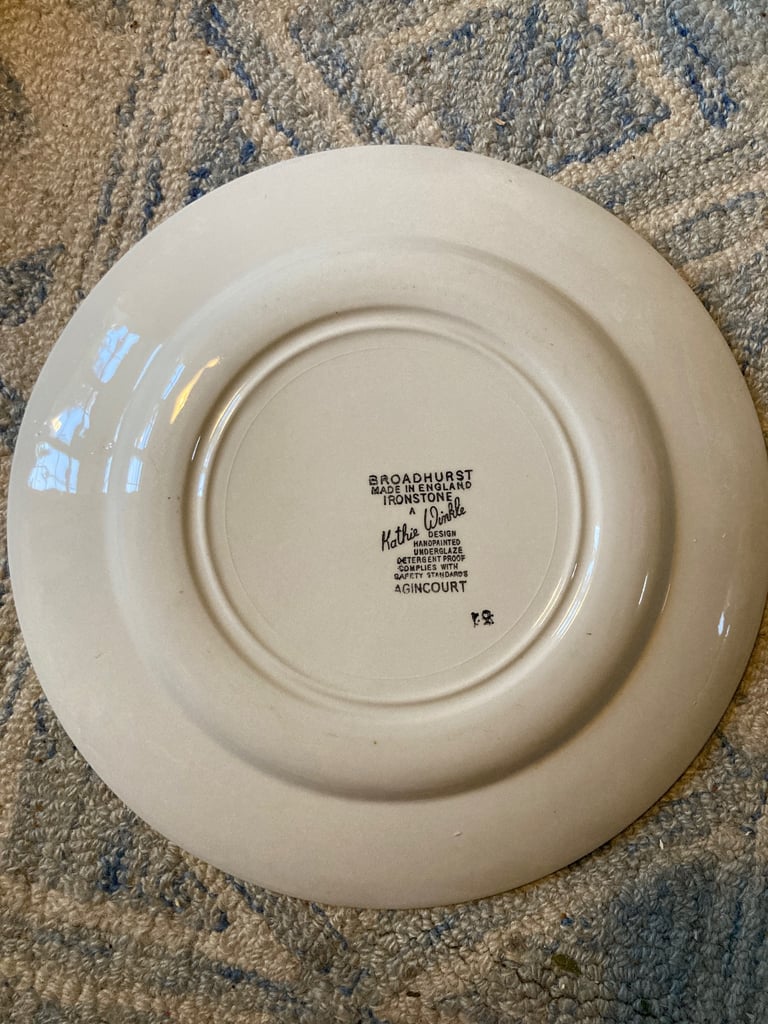 BROADHURST
MADE IN ENGLAND
IRONSTONE
A
Kathie Winkle
DESIGN
HANDPAINTED
UNDERGLAZE
DETERGENT PROOF
COMPLIES WITH
SAFETY STANDARDS
AGINCOURT